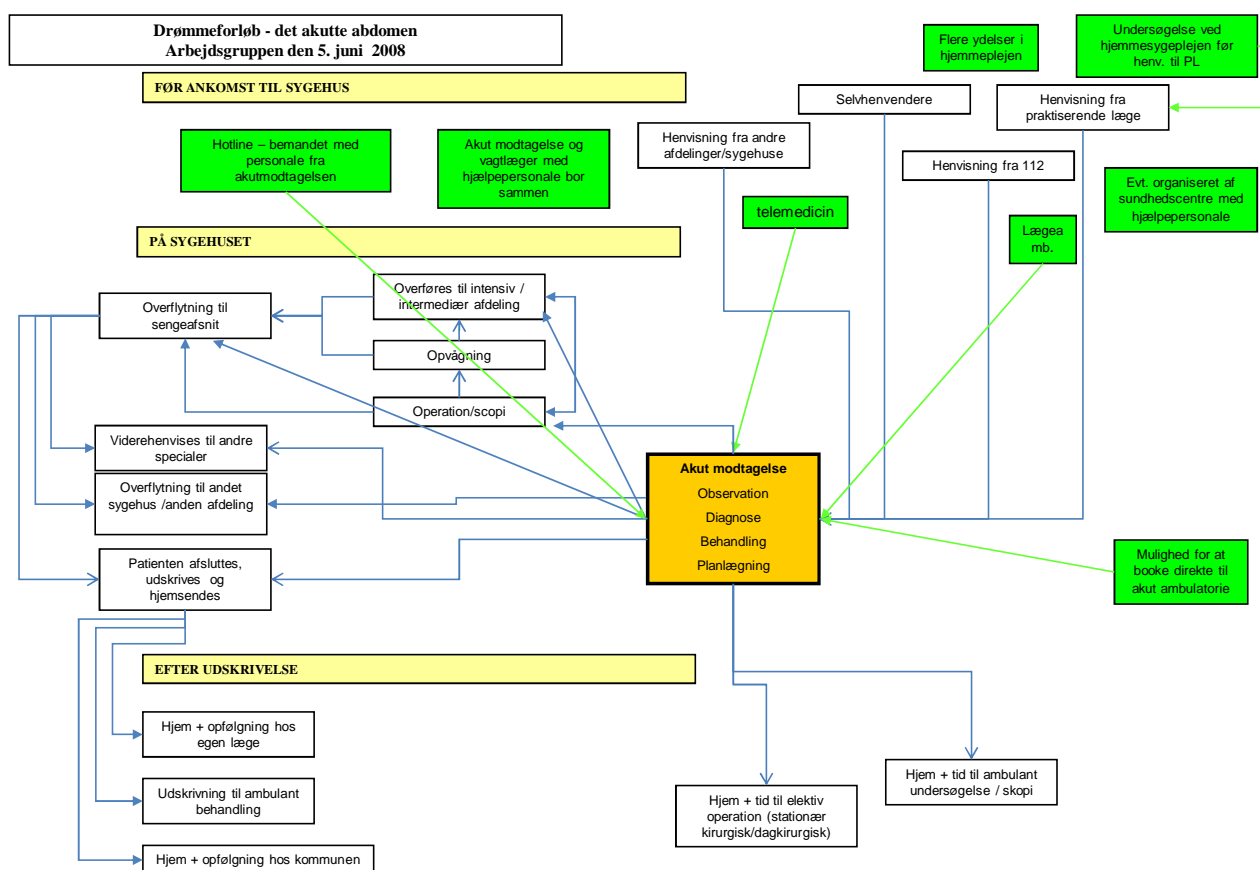 Drømmeforløb - det akutte abdomen
Arbejdsgruppen den 5. juni 2008
Flere ydelser i
hjemmeplejen
Undersøgelse ved
hjemmesygeplejen før
henv. til PL
FØR ANKOMST TIL SYGEHUS
Selvhenvendere
Henvisning fra
praktiserende læge
Hotline – bemandet med
personale fra
akutmodtagelsen
Akut modtagelse og
vagtlæger med
hjælpepersonale bor
sammen
Henvisning fra andre
afdelinger/sygehuse
Henvisning fra 112
Evt. organiseret af
sundhedscentre med
hjælpepersonale
telemedicin
Lægea
mb.
PÅ SYGEHUSET
Overflytning til
sengeafsnit
Overføres til intensiv /
intermediær afdeling
Opvågning
Operation/scopi
Viderehenvises til andre
specialer
Overflytning til andet
sygehus /anden afdeling
Akut modtagelse
Observation
Diagnose
Behandling
Planlægning
Patienten afsluttes,
udskrives og
hjemsendes
Mulighed for at
booke direkte til
akut ambulatorie
EFTER UDSKRIVELSE
Hjem + opfølgning hos
egen læge
Udskrivning til ambulant
behandling
Hjem + opfølgning hos kommunen
Hjem + tid til elektiv
operation (stationær
kirurgisk/dagkirurgisk)
Hjem + tid til ambulant
undersøgelse / skopi